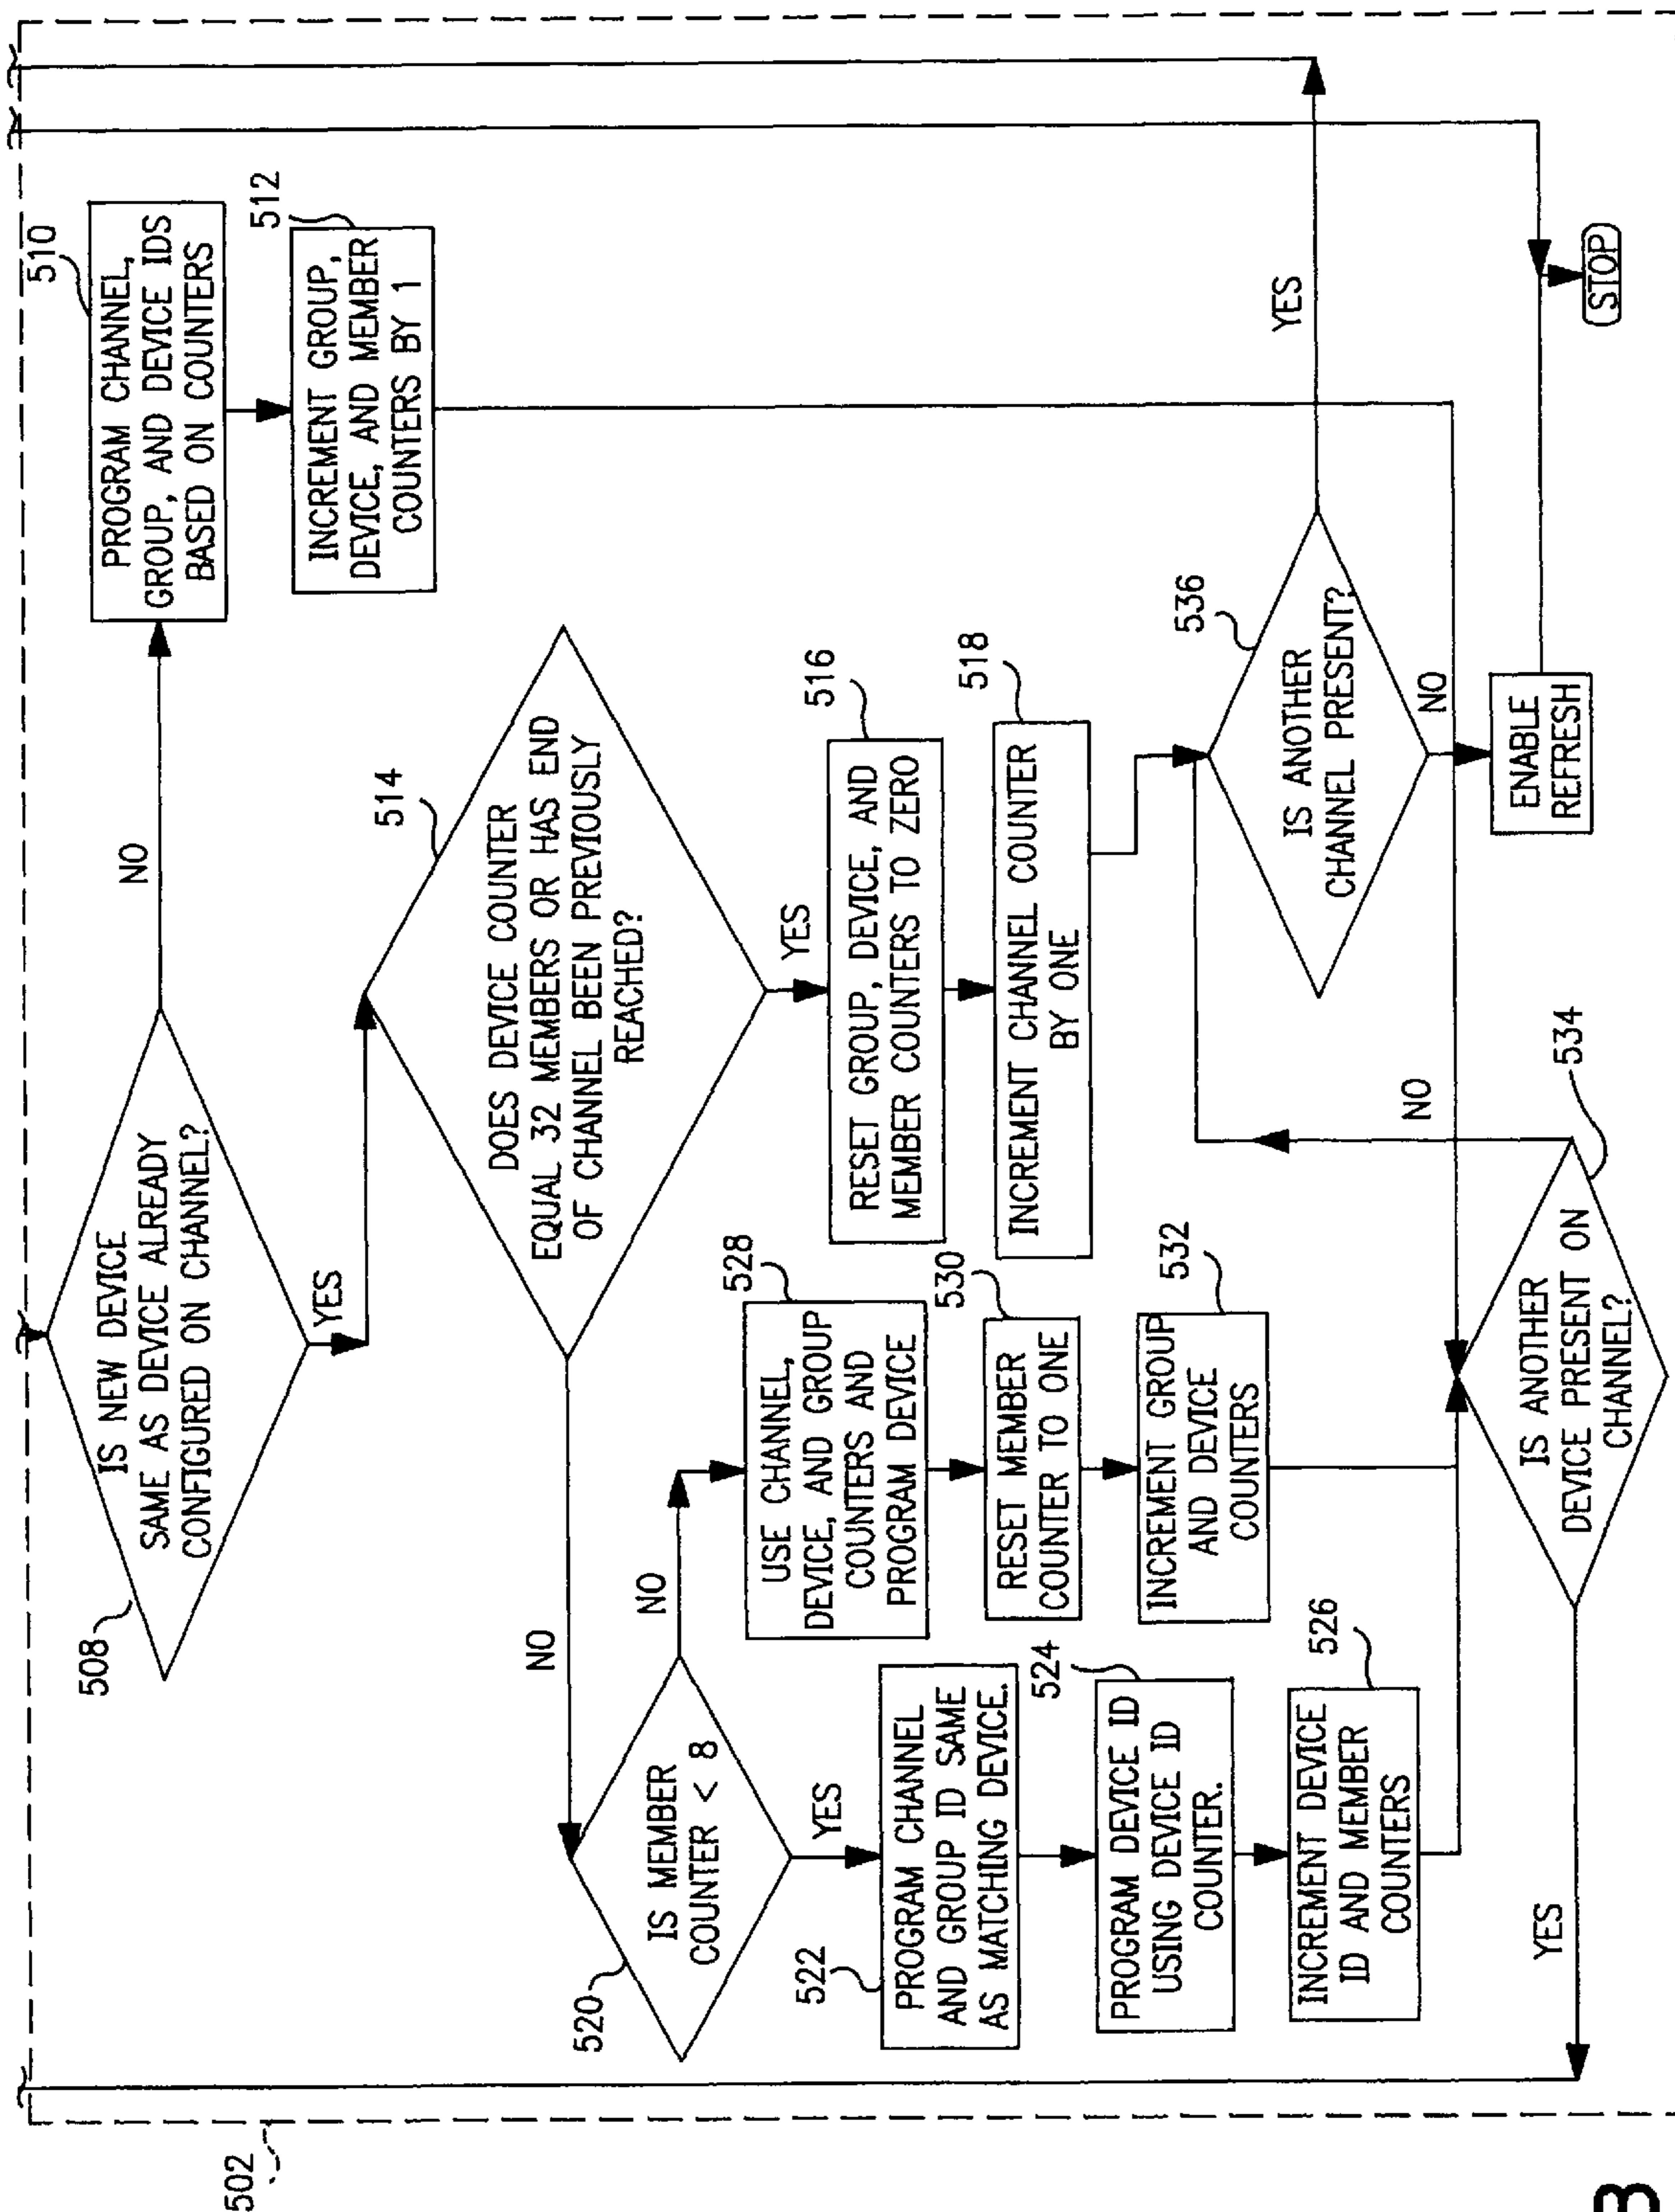 502
508
IS NEW DEVICE
SAME AS DEVICE ALREADY
CONFIGURED ON CHANNEL?
NO
YES
510
PROGRAM CHANNEL,
GROUP, AND DEVICE IDS
BASED ON COUNTERS
512
INCREMENT GROUP,
DEVICE, AND MEMBER
COUNTERS BY 1
514
DOES DEVICE COUNTER
EQUAL 32 MEMBERS OR HAS END
OF CHANNEL BEEN PREVIOUSLY
REACHED?
NO
YES
516
RESET GROUP, DEVICE, AND
MEMBER COUNTERS TO ZERO
518
INCREMENT CHANNEL COUNTER
BY ONE
520
IS MEMBER
COUNTER < 8
NO
YES
522
PROGRAM CHANNEL
AND GROUP ID SAME
AS MATCHING DEVICE.
524
PROGRAM DEVICE ID
USING DEVICE ID
COUNTER.
526
INCREMENT DEVICE
ID AND MEMBER
COUNTERS
528
USE CHANNEL,
DEVICE, AND GROUP
COUNTERS AND
PROGRAM DEVICE
530
RESET MEMBER
COUNTER TO ONE
532
INCREMENT GROUP
AND DEVICE
COUNTERS
534
IS ANOTHER
DEVICE PRESENT ON
CHANNEL?
YES
NO
536
IS ANOTHER
CHANNEL PRESENT?
YES
NO
ENABLE
REFRESH
STOP
B